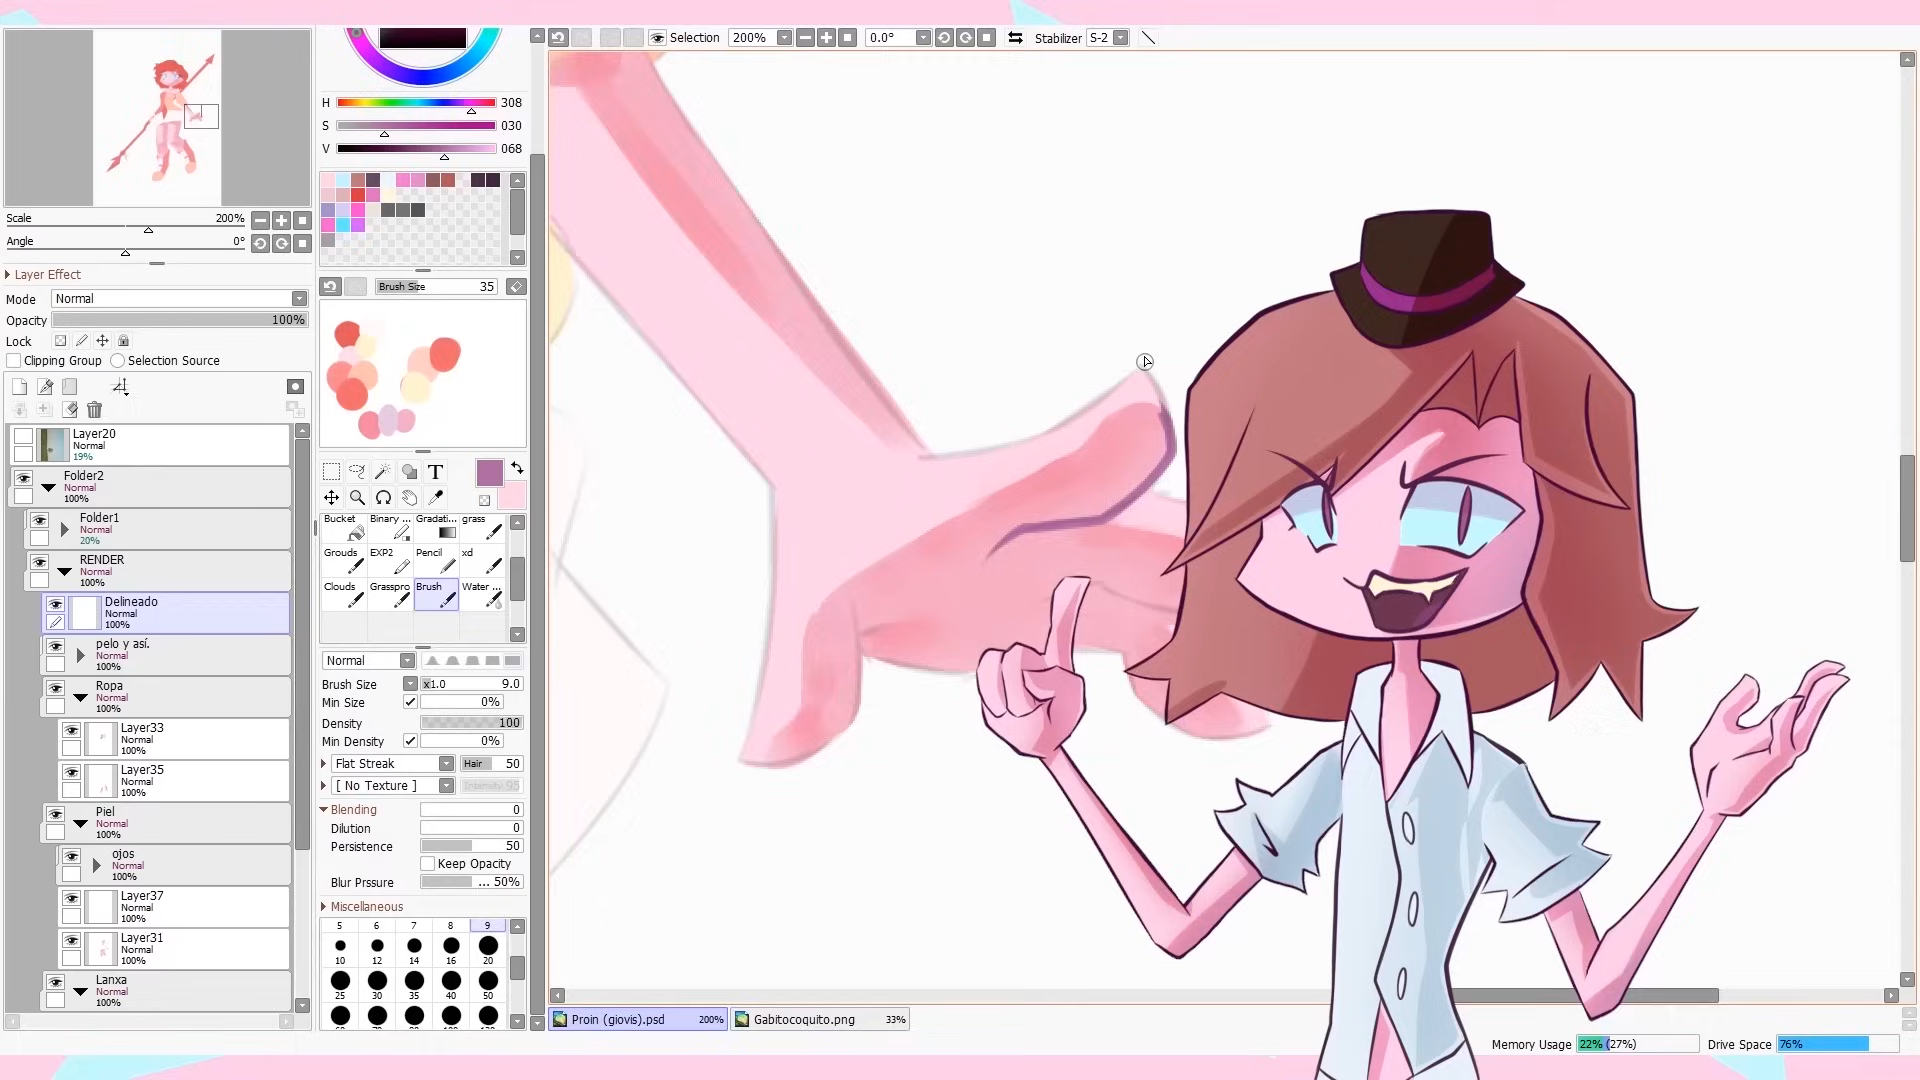 Selection 200% 0.0° Stabilizer S-2
H 308
S 030
V 068
Scale 200%
Angle 0°
Layer Effect
Mode Normal
Opacity 100%
Lock
Clipping Group Selection Source
Brush Size 35
Layer20
Normal
19%
Folder2
Normal
100%
Folder1
Normal
20%
RENDER
Normal
100%
Delineado
Normal
100%
pelo y así.
Normal
100%
Ropa
Normal
100%
Layer33
Normal
100%
Layer35
Normal
100%
Piel
Normal
100%
ojos
Normal
100%
Layer37
Normal
100%
Layer31
Normal
100%
Lanxa
Normal
100%
T
Bucket Binary ... Gradati... grass
Grouds EXP2 Pencil xd
Clouds Grasspro Brush Water ...
Normal
Brush Size x1.0 9.0
Min Size 0%
Density 100
Min Density 0%
Flat Streak Hair 50
[ No Texture ] Intensity 95
Blending 0
Dilution 0
Persistence 50
Keep Opacity
Blur Prssure ... 50%
Miscellaneous
5 6 7 8 9
10 12 14 16 20
25 30 35 40 50
Proin (giovis).psd 200% Gabitocoquito.png 33%
Memory Usage 22% (27%) Drive Space 76%